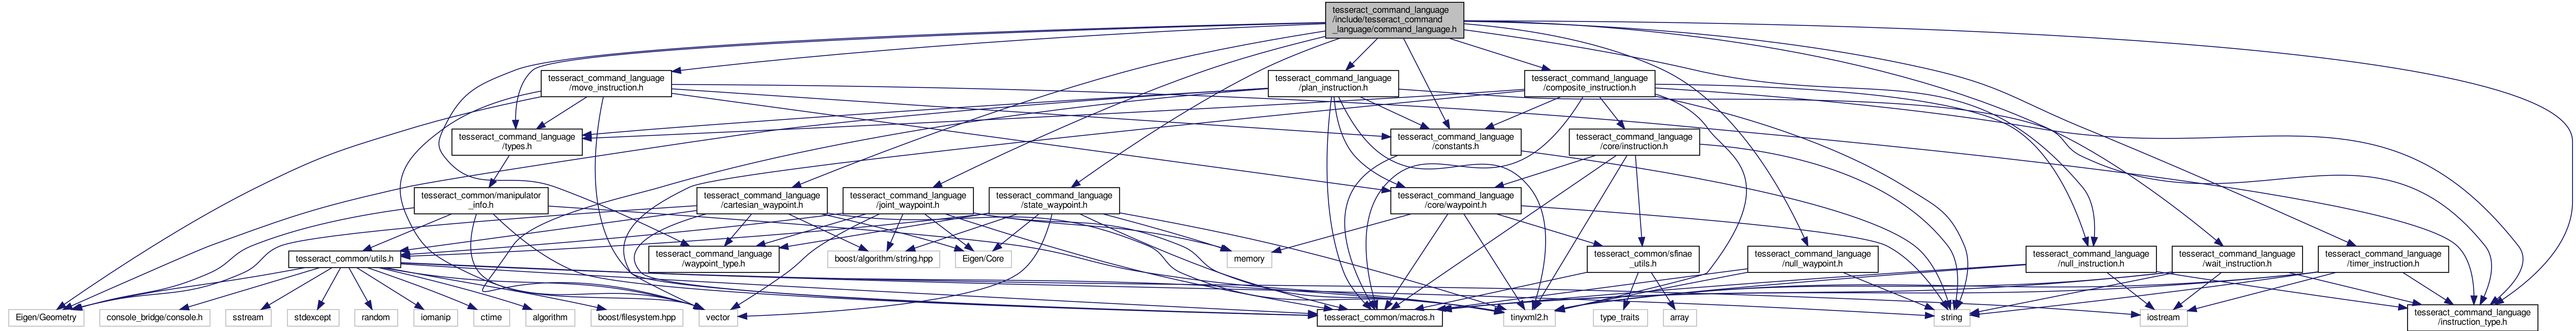 tesseract_command_language
/include/tesseract_command
_language/command_language.h
tesseract_command_language
/move_instruction.h
tesseract_command_language
/plan_instruction.h
tesseract_command_language
/composite_instruction.h
tesseract_command_language
/types.h
tesseract_command_language
/constants.h
tesseract_command_language
/core/instruction.h
tesseract_common/manipulator
_info.h
tesseract_command_language
/cartesian_waypoint.h
tesseract_command_language
/joint_waypoint.h
tesseract_command_language
/state_waypoint.h
tesseract_command_language
/core/waypoint.h
tesseract_common/utils.h
tesseract_command_language
/waypoint_type.h
boost/algorithm/string.hpp
Eigen/Core
memory
tesseract_common/sfinae
_utils.h
tesseract_command_language
/null_waypoint.h
tesseract_command_language
/null_instruction.h
tesseract_command_language
/wait_instruction.h
tesseract_command_language
/timer_instruction.h
Eigen/Geometry
console_bridge/console.h
sstream
stdexcept
random
iomanip
ctime
algorithm
boost/filesystem.hpp
vector
tesseract_common/macros.h
tinyxml2.h
type_traits
array
string
iostream
tesseract_command_language
/instruction_type.h